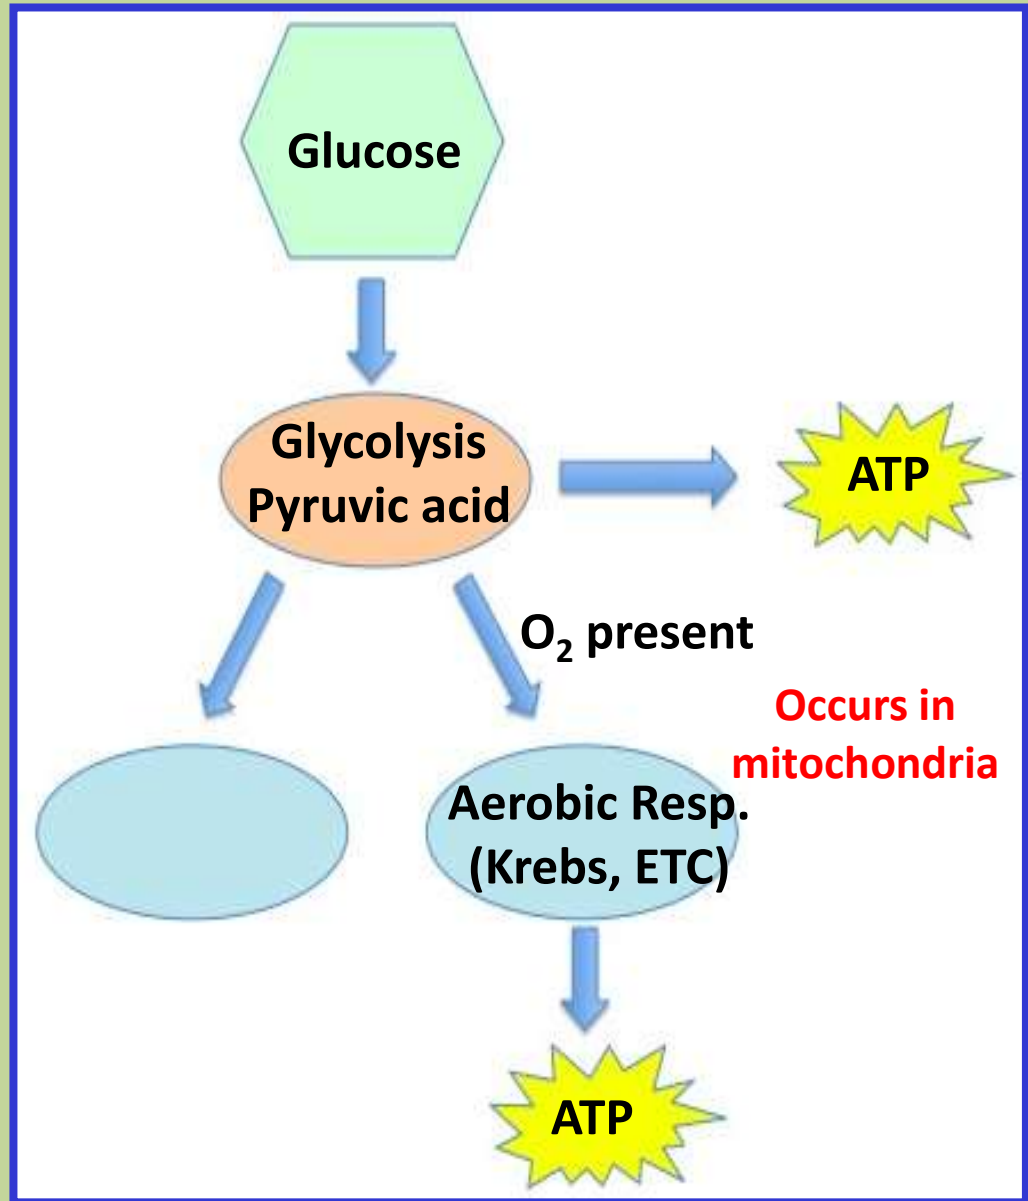 Glucose
Glycolysis
Pyruvic acid
ATP
O₂ present
Occurs in
mitochondria
Aerobic Resp.
(Krebs, ETC)
ATP